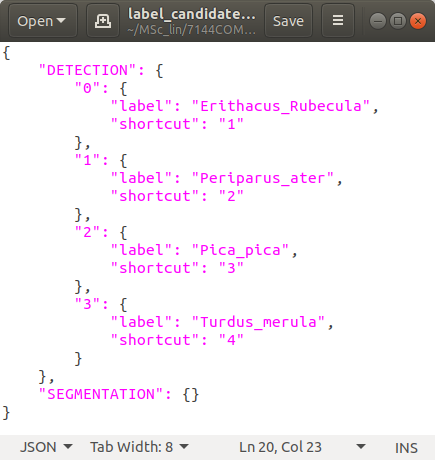 Open
label_candidate…
~/MSc_lin/7144COM…
Save
{
    "DETECTION": {
        "0": {
            "label": "Erithacus_Rubecula",
            "shortcut": "1"
        },
        "1": {
            "label": "Periparus_ater",
            "shortcut": "2"
        },
        "2": {
            "label": "Pica_pica",
            "shortcut": "3"
        },
        "3": {
            "label": "Turdus_merula",
            "shortcut": "4"
        }
    },
    "SEGMENTATION": {}
}
JSON Tab Width: 8 Ln 20, Col 23 INS